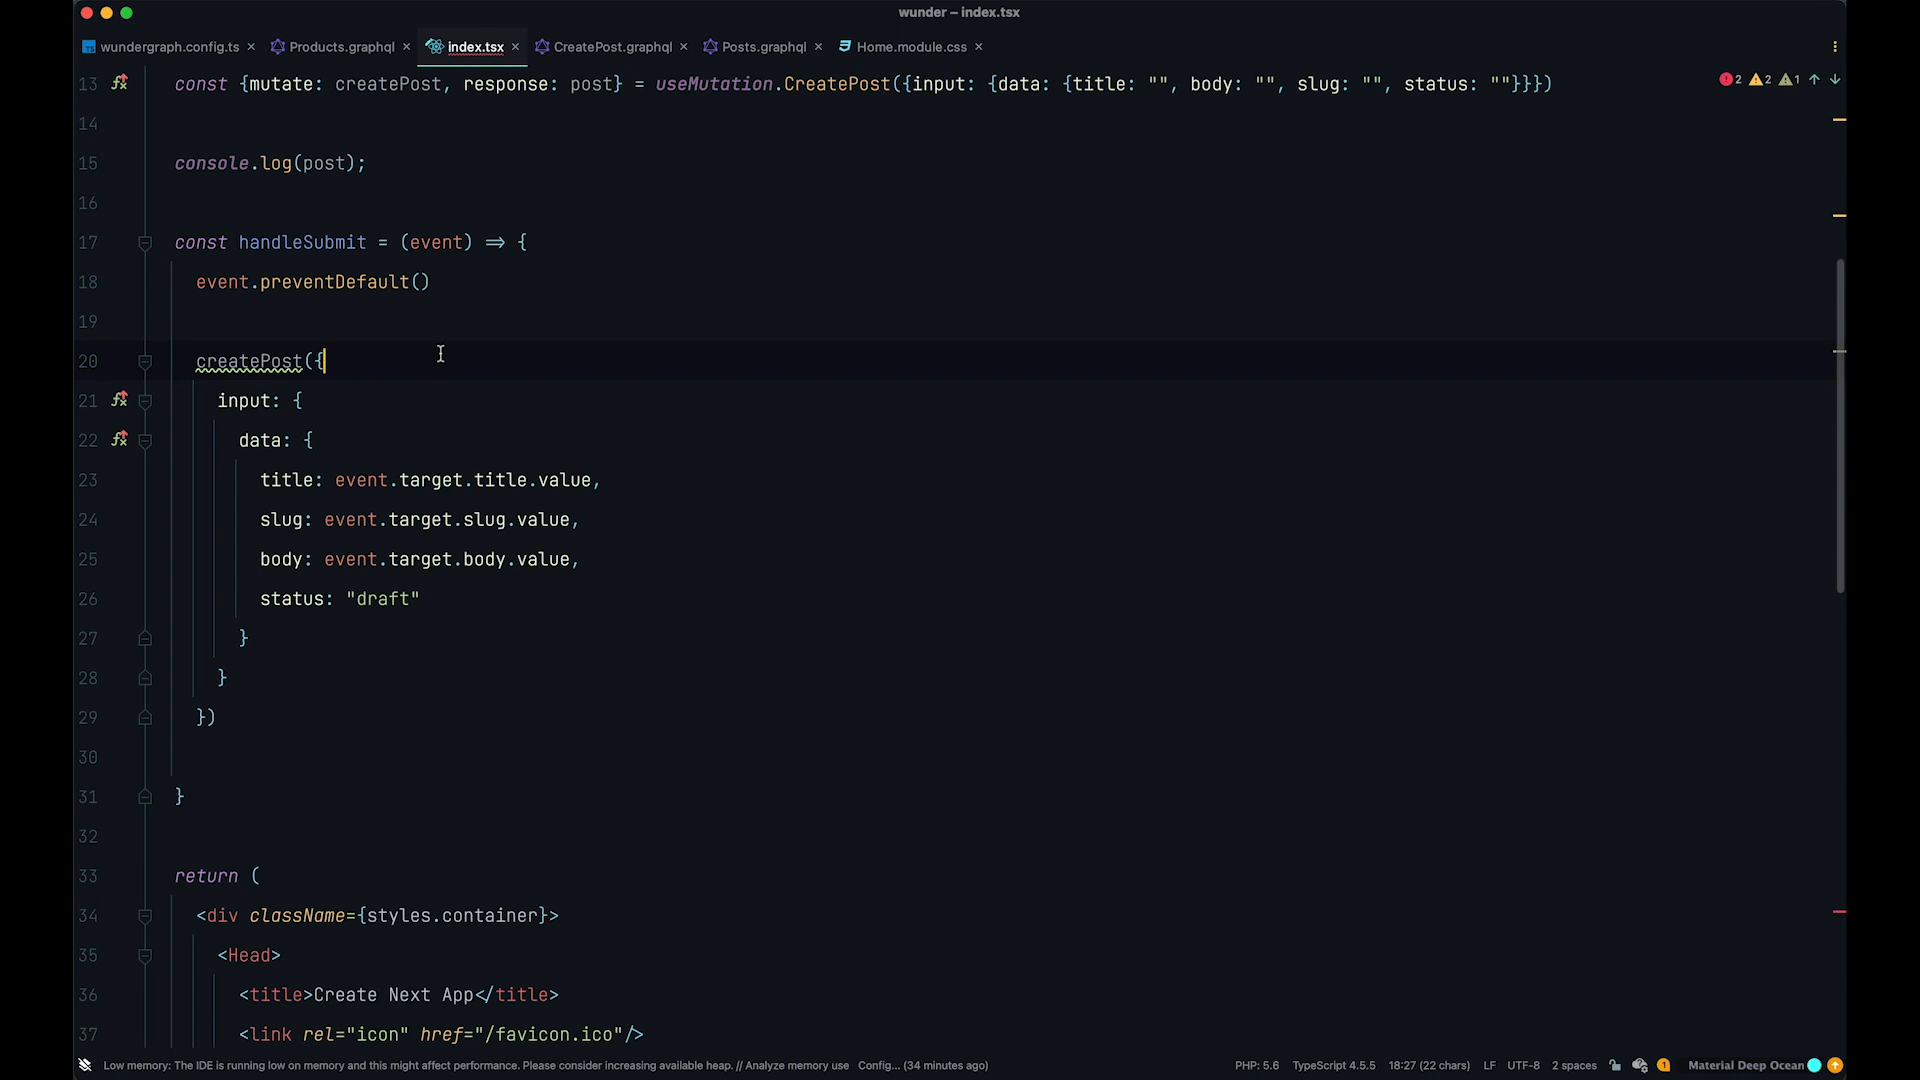 wunder – index.tsx
wundergraph.config.ts × Products.graphql × index.tsx × CreatePost.graphql × Posts.graphql × Home.module.css ×
13 const {mutate: createPost, response: post} = useMutation.CreatePost({input: {data: {title: "", body: "", slug: "", status: ""}}}) 2 2 1
14
15 console.log(post);
16
17 const handleSubmit = (event) => {
18 event.preventDefault()
19
20 createPost({
21 input: {
22 data: {
23 title: event.target.title.value,
24 slug: event.target.slug.value,
25 body: event.target.body.value,
26 status: "draft"
27 }
28 }
29 })
30
31 }
32
33 return (
34 <div className={styles.container}>
35 <Head>
36 <title>Create Next App</title>
37 <link rel="icon" href="/favicon.ico"/>
Low memory: The IDE is running low on memory and this might affect performance. Please consider increasing available heap. // Analyze memory use Config... (34 minutes ago) PHP: 5.6 TypeScript 4.5.5 18:27 (22 chars) LF UTF-8 2 spaces 1 Material Deep Ocean